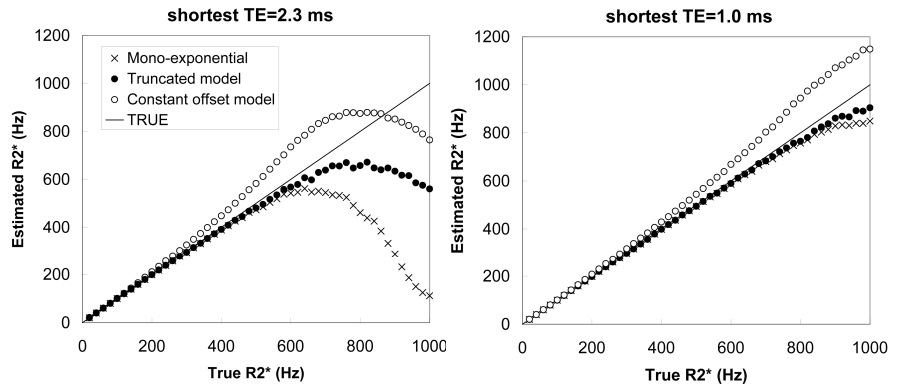 shortest TE=2.3 ms
Estimated R2* (Hz)
1200
1000
800
600
400
200
0
× Mono-exponential
● Truncated model
○ Constant offset model
— TRUE
0 200 400 600 800 1000
True R2* (Hz)
shortest TE=1.0 ms
Estimated R2* (Hz)
1200
1000
800
600
400
200
0
0 200 400 600 800 1000
True R2* (Hz)